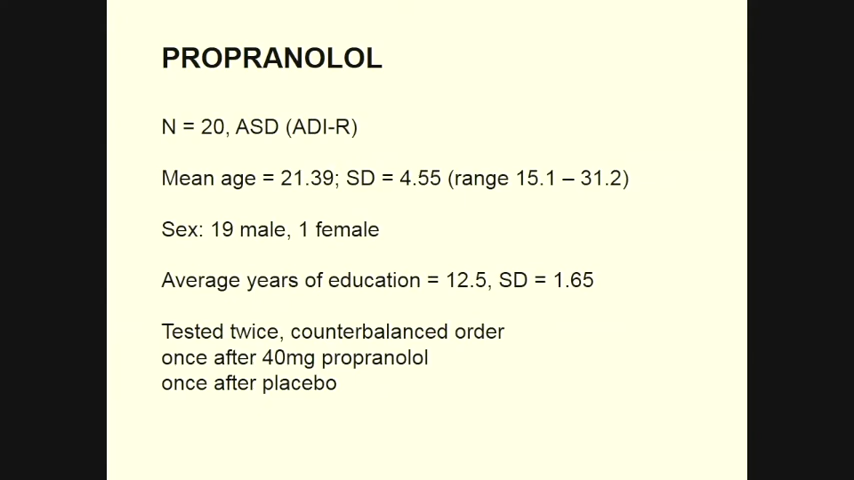 PROPRANOLOL
N = 20, ASD (ADI-R)
Mean age = 21.39; SD = 4.55 (range 15.1 – 31.2)
Sex: 19 male, 1 female
Average years of education = 12.5, SD = 1.65
Tested twice, counterbalanced order
once after 40mg propranolol
once after placebo